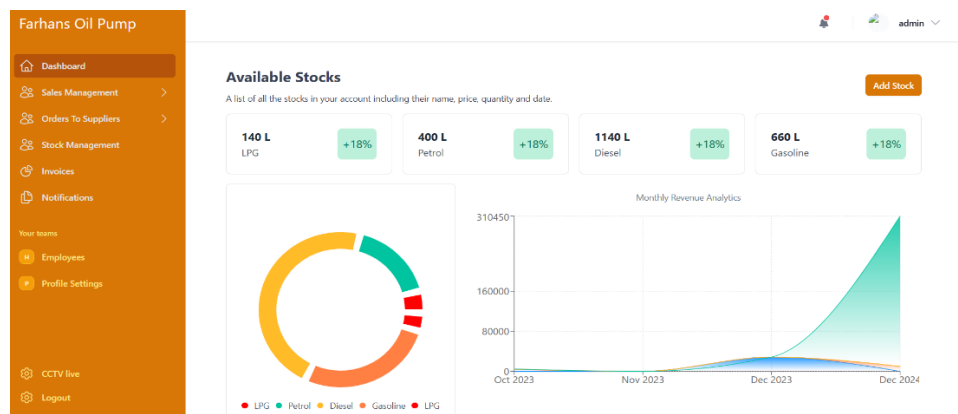 Farhans Oil Pump
admin
Dashboard
Sales Management
Orders To Suppliers
Stock Management
Invoices
Notifications
Your teams
H Employees
P Profile Settings
CCTV live
Logout
Available Stocks
Add Stock
A list of all the stocks in your account including their name, price, quantity and date.
140 L
LPG
+18%
400 L
Petrol
+18%
1140 L
Diesel
+18%
660 L
Gasoline
+18%
LPG Petrol Diesel Gasoline LPG
Monthly Revenue Analytics
310450
160000
80000
0
Oct 2023 Nov 2023 Dec 2023 Dec 2024